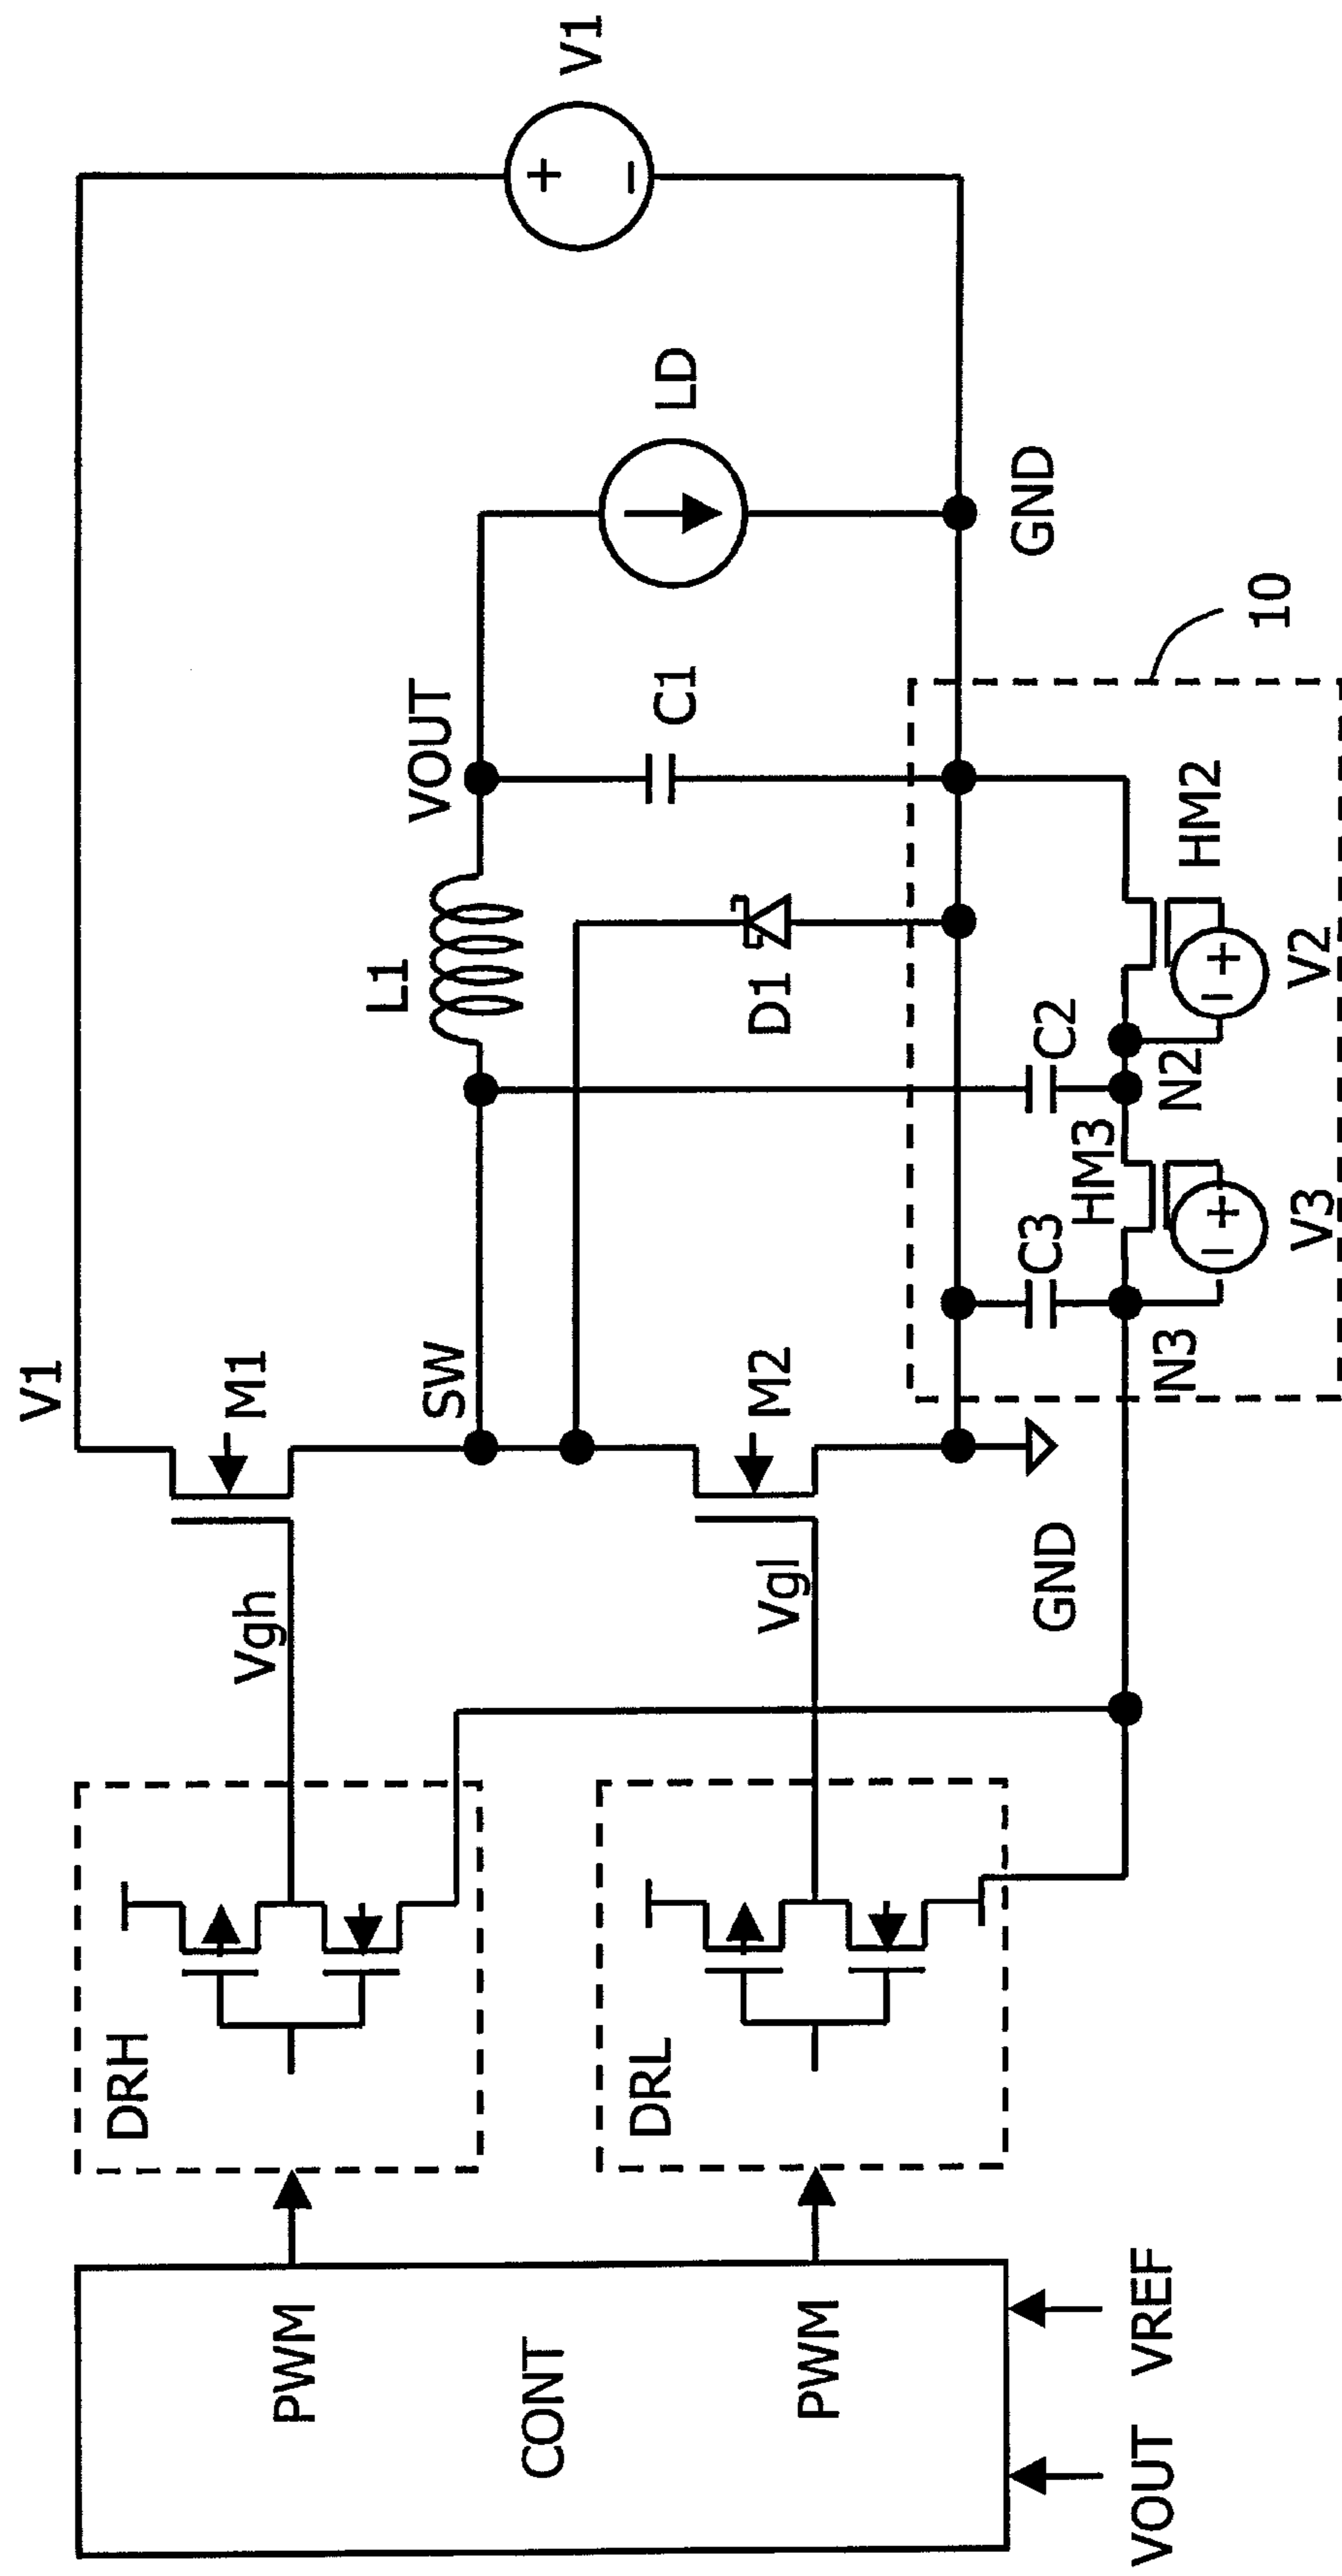 V1
V1
M1
Vgh
DRH
PWM
SW
L1
VOUT
LD
CONT
C1
D1
M2
Vgl
DRL
PWM
GND
GND
C3
HM3
C2
N3
N2
HM2
V3
V2
10
VOUT
VREF